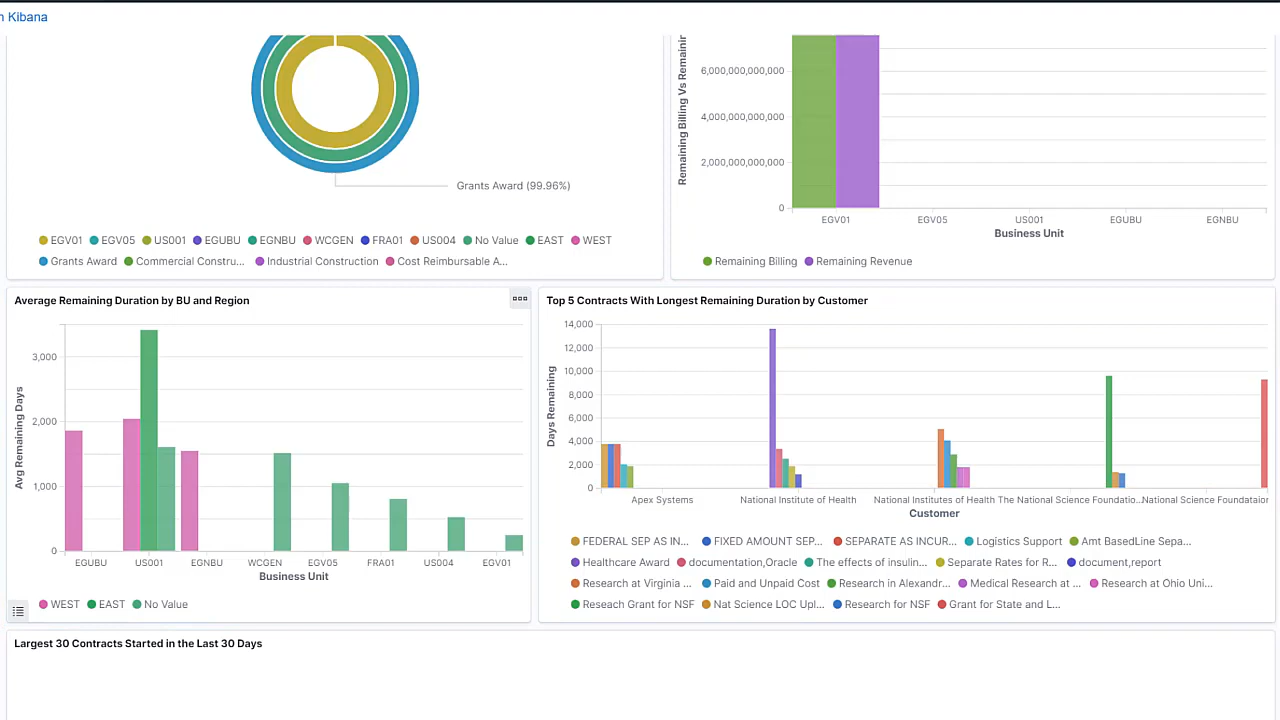 n Kibana
Grants Award (99.96%)
EGV01 EGV05 US001 EGUBU EGNBU WCGEN FRA01 US004 No Value EAST WEST
Grants Award Commercial Constru... Industrial Construction Cost Reimbursable A...
Remaining Billing Vs Remainir
6,000,000,000,000
4,000,000,000,000
2,000,000,000,000
0
EGV01 EGV05 US001 EGUBU EGNBU
Business Unit
Remaining Billing Remaining Revenue
Average Remaining Duration by BU and Region
Avg Remaining Days
3,000
2,000
1,000
0
EGUBU US001 EGNBU WCGEN EGV05 FRA01 US004 EGV01
Business Unit
WEST EAST No Value
Top 5 Contracts With Longest Remaining Duration by Customer
Days Remaining
14,000
12,000
10,000
8,000
6,000
4,000
2,000
0
Apex Systems National Institute of Health National Institutes of Health The National Science Foundatio... National Science Foundataior
Customer
FEDERAL SEP AS IN... FIXED AMOUNT SEP... SEPARATE AS INCUR... Logistics Support Amt BasedLine Sepa...
Healthcare Award documentation,Oracle The effects of insulin... Separate Rates for R... document,report
Research at Virginia ... Paid and Unpaid Cost Research in Alexandr... Medical Research at ... Research at Ohio Uni...
Reseach Grant for NSF Nat Science LOC Upl... Research for NSF Grant for State and L...
Largest 30 Contracts Started in the Last 30 Days